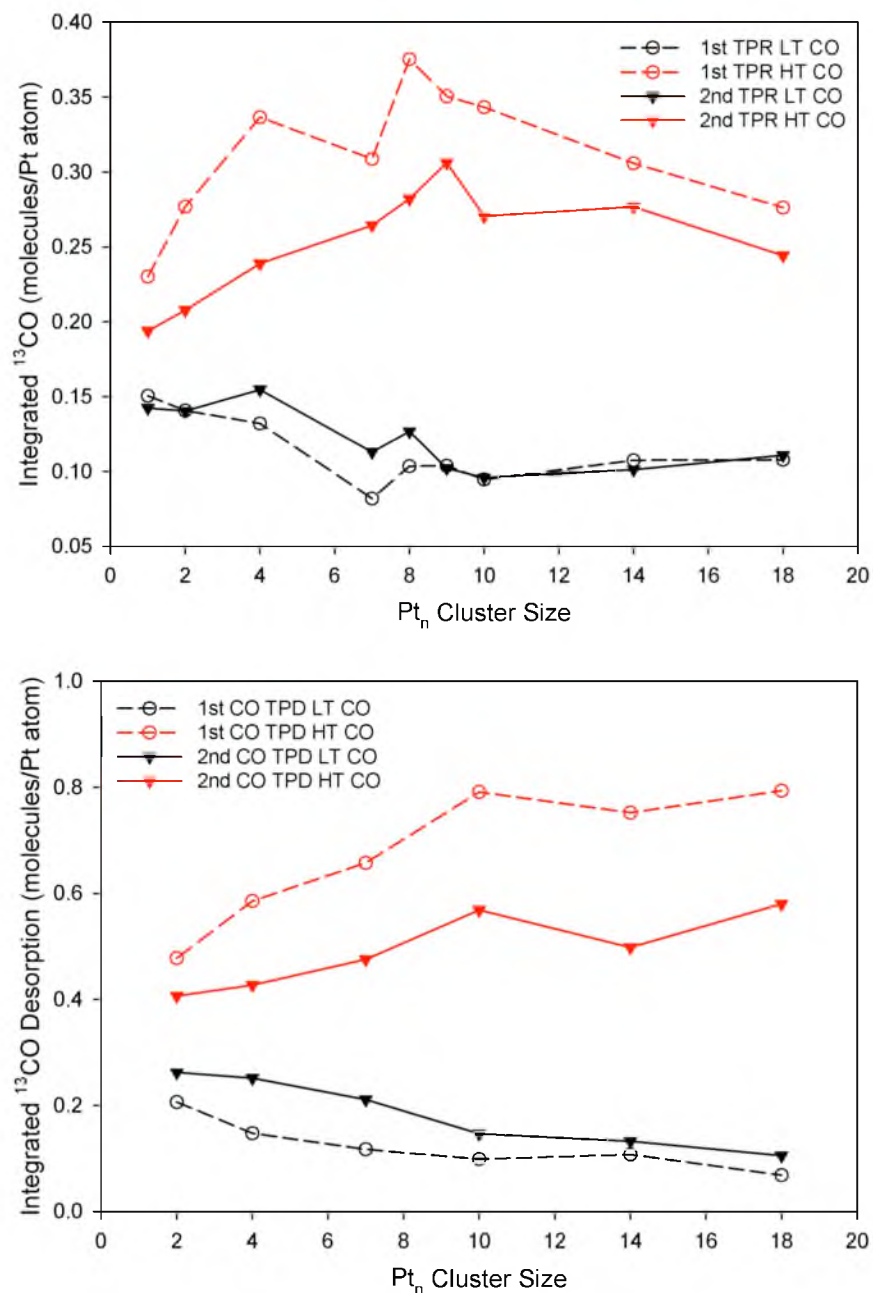 0.40
0.35
0.30
0.25
0.20
0.15
0.10
0.05
Integrated ¹³CO (molecules/Pt atom)
1st TPR LT CO
1st TPR HT CO
2nd TPR LT CO
2nd TPR HT CO
0 2 4 6 8 10 12 14 16 18 20
Ptₙ Cluster Size
1.0
0.8
0.6
0.4
0.2
0.0
Integrated ¹³CO Desorption (molecules/Pt atom)
1st CO TPD LT CO
1st CO TPD HT CO
2nd CO TPD LT CO
2nd CO TPD HT CO
0 2 4 6 8 10 12 14 16 18 20
Ptₙ Cluster Size